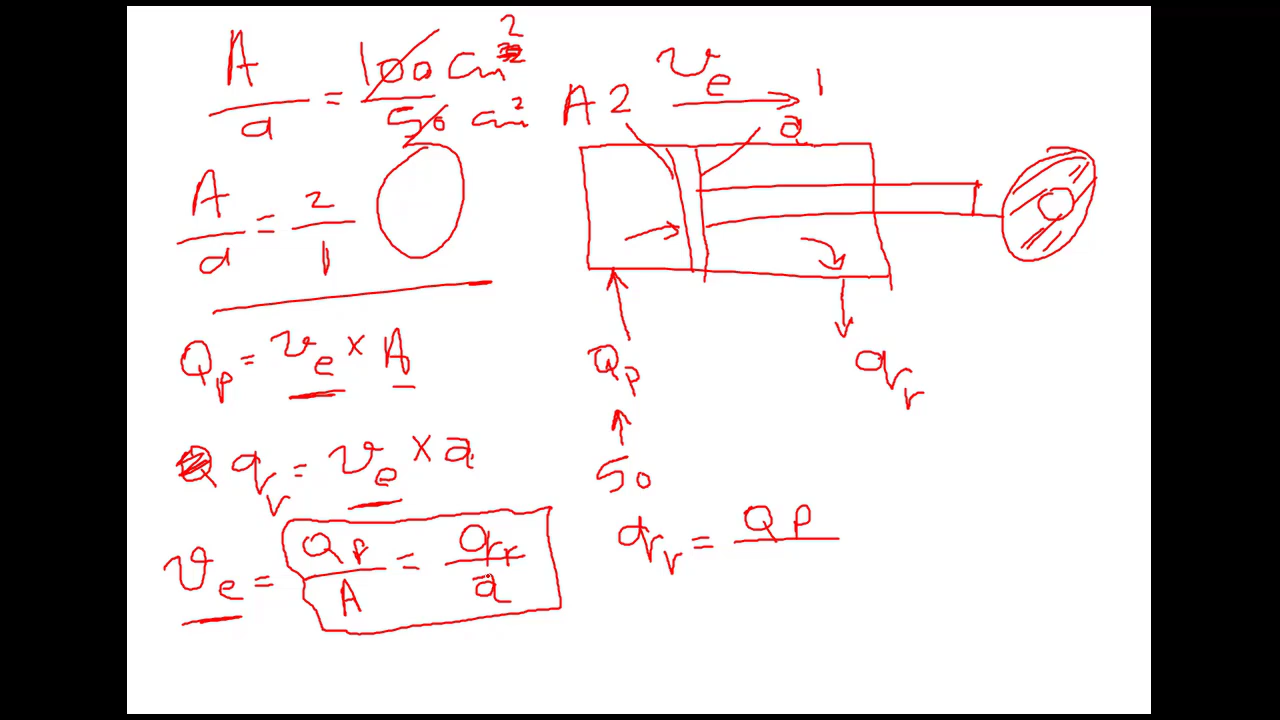 A/a = 100 cm²/50 cm²
A/a = 2/1
Qp = ve × A
qr = ve × a
ve = Qp/A = qr/a
ve 1
A 2 a
Qp qr
50
qr = QP